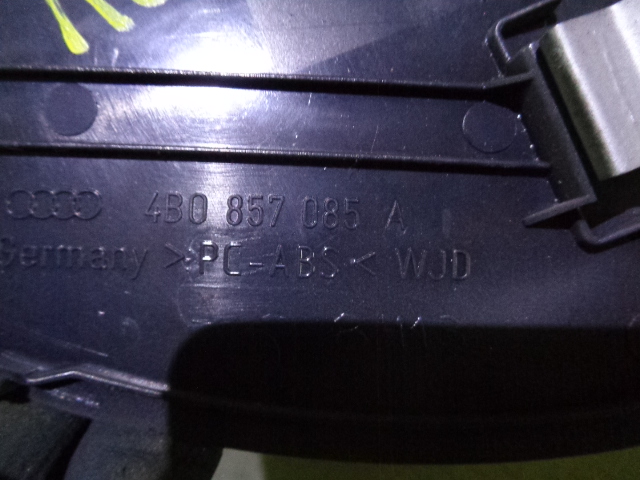 4B0 857 085 A
Germany >PC-ABS< WJD